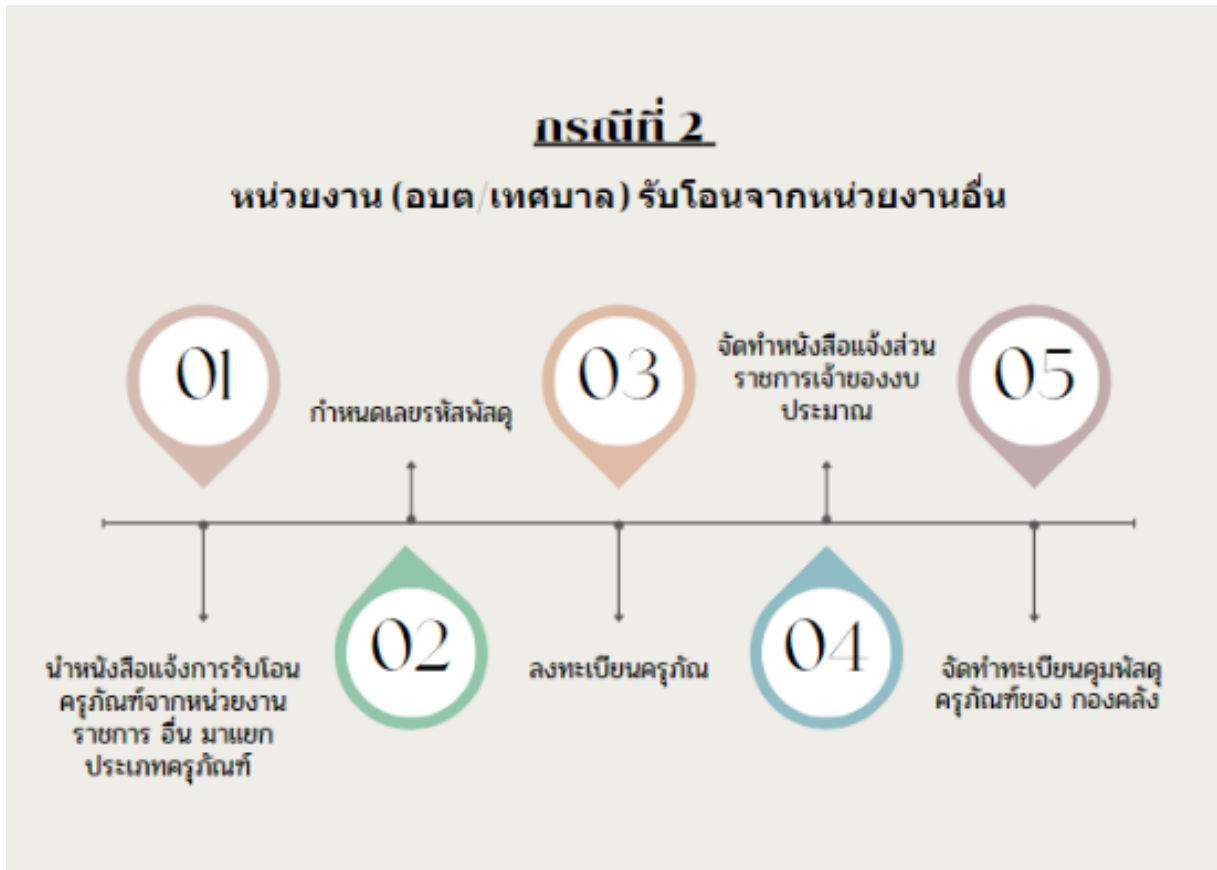 กรณีที่ 2
หน่วยงาน (อบต/เทศบาล) รับโอนจากหน่วยงานอื่น
01
นำหนังสือแจ้งการรับโอน
ครุภัณฑ์จากหน่วยงาน
ราชการ อื่น มาแยก
ประเภทครุภัณฑ์
กำหนดเลขรหัสพัสดุ
02
03
ลงทะเบียนครุภัณ
จัดทำหนังสือแจ้งส่วน
ราชการเจ้าของงบ
ประมาณ
04
05
จัดทำทะเบียนคุมพัสดุ
ครุภัณฑ์ของ กองคลัง